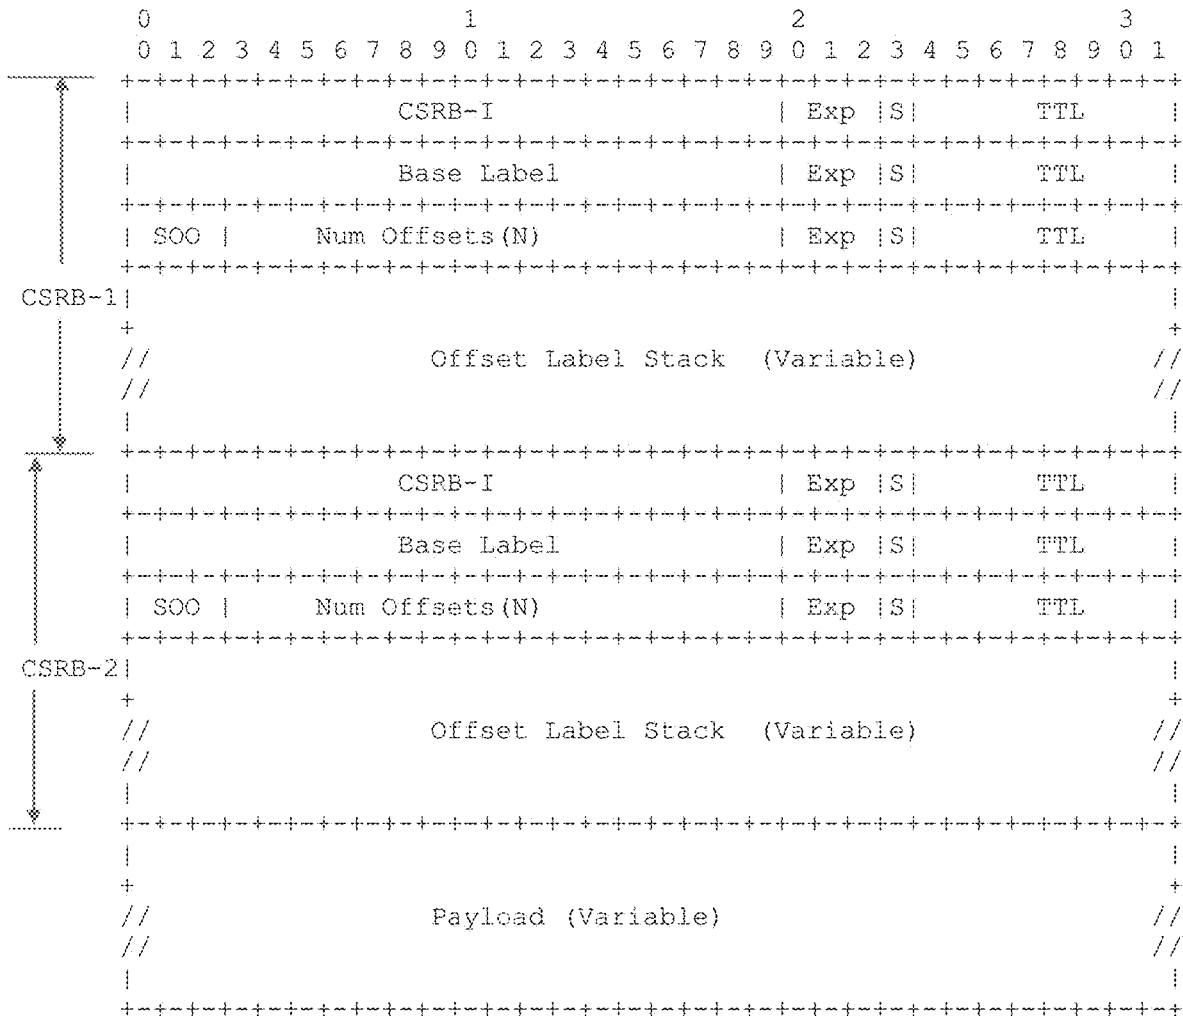 0 1 2 3
0 1 2 3 4 5 6 7 8 9 0 1 2 3 4 5 6 7 8 9 0 1 2 3 4 5 6 7 8 9 0 1
+-+-+-+-+-+-+-+-+-+-+-+-+-+-+-+-+-+-+-+-+-+-+-+-+-+-+-+-+-+-+-+-+
| CSRB-I | Exp |S| TTL |
+-+-+-+-+-+-+-+-+-+-+-+-+-+-+-+-+-+-+-+-+-+-+-+-+-+-+-+-+-+-+-+-+
| Base Label | Exp |S| TTL |
+-+-+-+-+-+-+-+-+-+-+-+-+-+-+-+-+-+-+-+-+-+-+-+-+-+-+-+-+-+-+-+-+
| SOO | Num Offsets(N) | Exp |S| TTL |
+-+-+-+-+-+-+-+-+-+-+-+-+-+-+-+-+-+-+-+-+-+-+-+-+-+-+-+-+-+-+-+-+
CSRB-1| |
+ +
// Offset Label Stack (Variable) //
// //
| |
+-+-+-+-+-+-+-+-+-+-+-+-+-+-+-+-+-+-+-+-+-+-+-+-+-+-+-+-+-+-+-+-+
| CSRB-I | Exp |S| TTL |
+-+-+-+-+-+-+-+-+-+-+-+-+-+-+-+-+-+-+-+-+-+-+-+-+-+-+-+-+-+-+-+-+
| Base Label | Exp |S| TTL |
+-+-+-+-+-+-+-+-+-+-+-+-+-+-+-+-+-+-+-+-+-+-+-+-+-+-+-+-+-+-+-+-+
| SOO | Num Offsets(N) | Exp |S| TTL |
+-+-+-+-+-+-+-+-+-+-+-+-+-+-+-+-+-+-+-+-+-+-+-+-+-+-+-+-+-+-+-+-+
CSRB-2| |
+ +
// Offset Label Stack (Variable) //
// //
| |
+-+-+-+-+-+-+-+-+-+-+-+-+-+-+-+-+-+-+-+-+-+-+-+-+-+-+-+-+-+-+-+-+
| |
+ +
// Payload (Variable) //
// //
| |
+-+-+-+-+-+-+-+-+-+-+-+-+-+-+-+-+-+-+-+-+-+-+-+-+-+-+-+-+-+-+-+-+